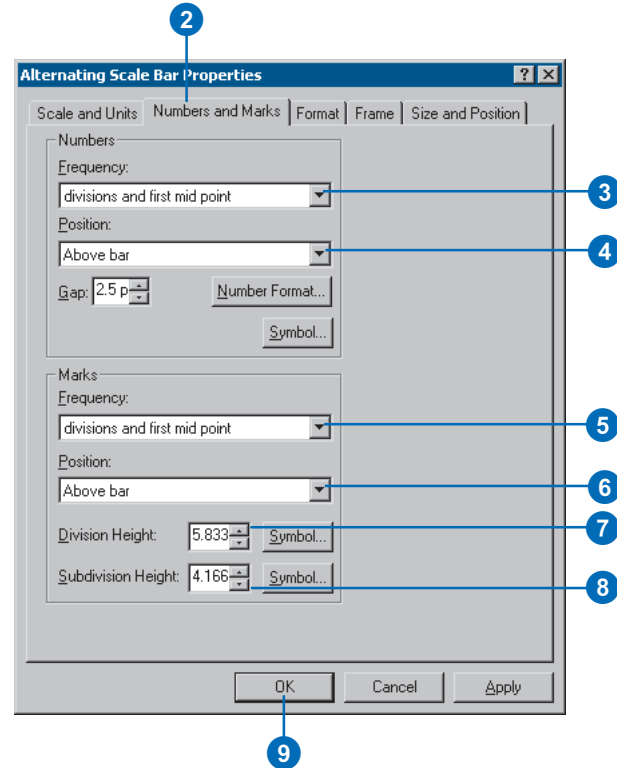 2
Alternating Scale Bar Properties
Scale and Units Numbers and Marks Format Frame Size and Position
Numbers
Frequency:
divisions and first mid point 3
Position:
Above bar 4
Gap: 2.5 p Number Format...
Symbol...
Marks
Frequency:
divisions and first mid point 5
Position:
Above bar 6
Division Height: 5.833 Symbol... 7
Subdivision Height: 4.166 Symbol... 8
OK Cancel Apply
9